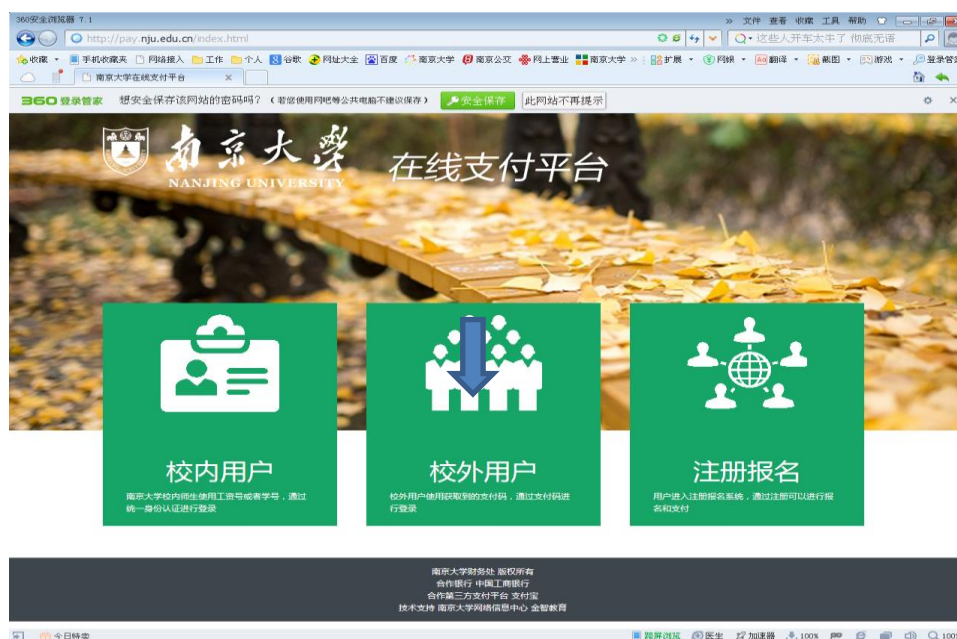 360安全浏览器 7.1
» 文件 查看 收藏 工具 帮助
http://pay.nju.edu.cn/index.html
这些人开车太牛了 彻底无语
收藏 手机收藏夹 网络接入 工作 个人 谷歌 网址大全 百度 南京大学 南京公交 网上营业 南京大学 » 扩展 网银 翻译 截图 游戏 登录管家
南京大学在线支付平台 ×
360 登录管家 想安全保存该网站的密码吗?(若您使用网吧等公共电脑不建议保存) 安全保存 此网站不再提示
南京大学 在线支付平台
NANJING UNIVERSITY
校内用户
南京大学校内师生使用工资号或者学号,通过
统一身份认证进行登录
校外用户
校外用户使用获取到的支付码,通过支付码进
行登录
注册报名
用户进入注册报名系统,通过注册可以进行报
名和支付
南京大学财务处 版权所有
合作银行 中国工商银行
合作第三方支付平台 支付宝
技术支持 南京大学网络信息中心 金智教育
今日特卖 跨屏浏览 医生 加速器 100%